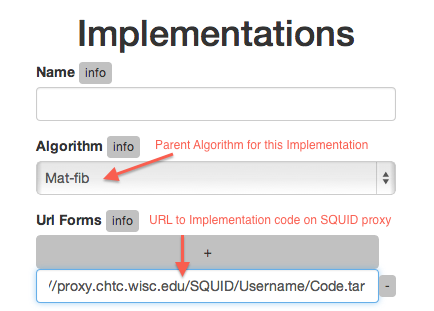 Implementations
Name info
Algorithm info Parent Algorithm for this Implementation
Mat-fib
Url Forms info URL to Implementation code on SQUID proxy
+
//proxy.chtc.wisc.edu/SQUID/Username/Code.tar -